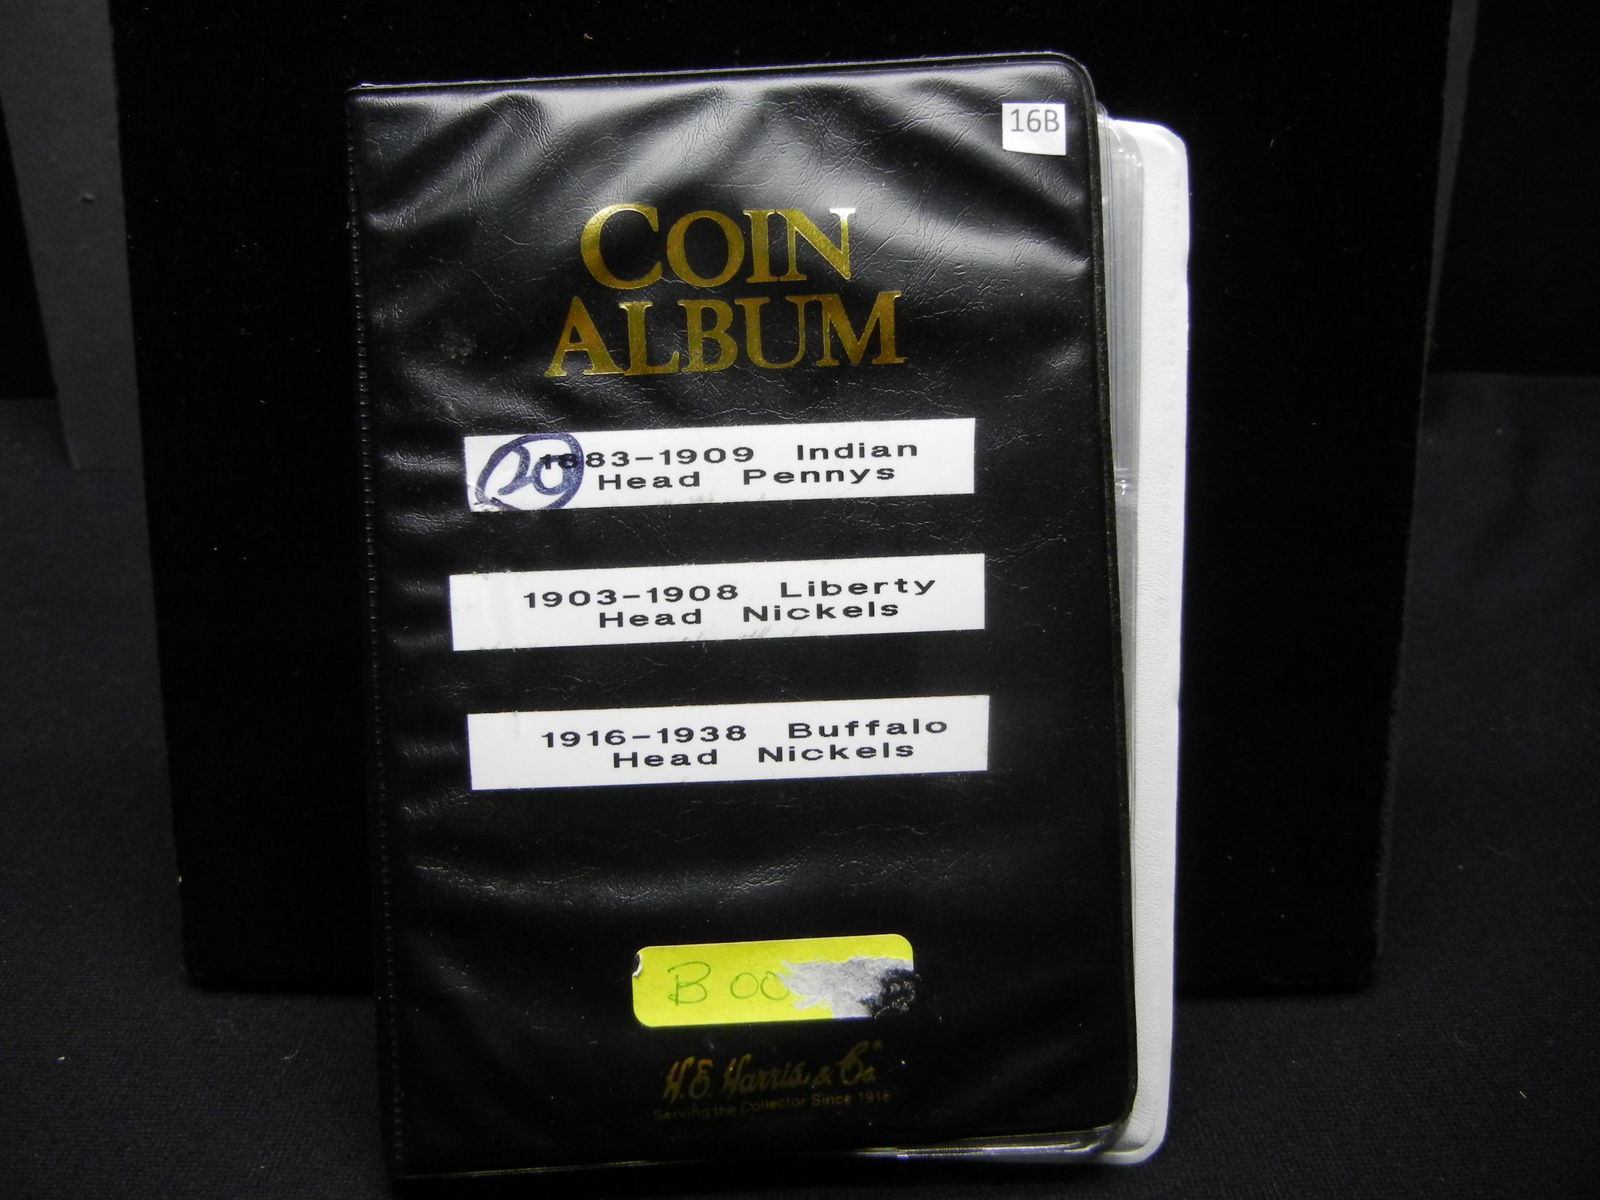 16B
COIN
ALBUM
20
1883-1909 Indian
Head Pennys
1903-1908 Liberty
Head Nickels
1916-1938 Buffalo
Head Nickels
B 00
H.E. Harris & Co.®
Serving the Collector Since 1916